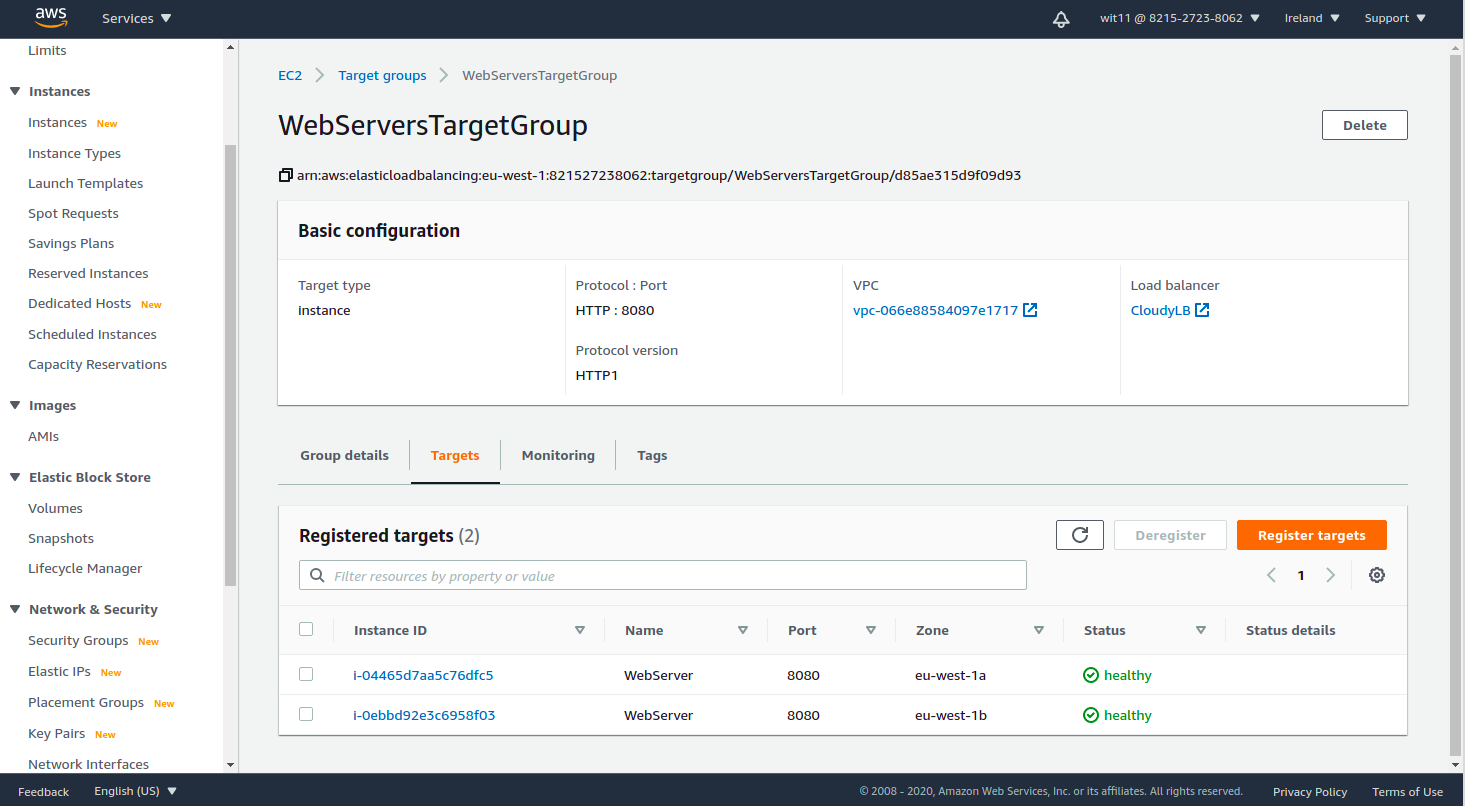 aws Services wit11 @ 8215-2723-8062 Ireland Support
Limits
Instances
Instances New
Instance Types
Launch Templates
Spot Requests
Savings Plans
Reserved Instances
Dedicated Hosts New
Scheduled Instances
Capacity Reservations
Images
AMIs
Elastic Block Store
Volumes
Snapshots
Lifecycle Manager
Network & Security
Security Groups New
Elastic IPs New
Placement Groups New
Key Pairs New
Network Interfaces
EC2 Target groups WebServersTargetGroup
WebServersTargetGroup Delete
arn:aws:elasticloadbalancing:eu-west-1:821527238062:targetgroup/WebServersTargetGroup/d85ae315d9f09d93
Basic configuration
Target type Protocol : Port VPC Load balancer
instance HTTP : 8080 vpc-066e88584097e1717 CloudyLB
Protocol version
HTTP1
Group details Targets Monitoring Tags
Registered targets (2) Deregister Register targets
Filter resources by property or value 1
Instance ID Name Port Zone Status Status details
i-04465d7aa5c76dfc5 WebServer 8080 eu-west-1a healthy
i-0ebbd92e3c6958f03 WebServer 8080 eu-west-1b healthy
Feedback English (US) © 2008 - 2020, Amazon Web Services, Inc. or its affiliates. All rights reserved. Privacy Policy Terms of Use